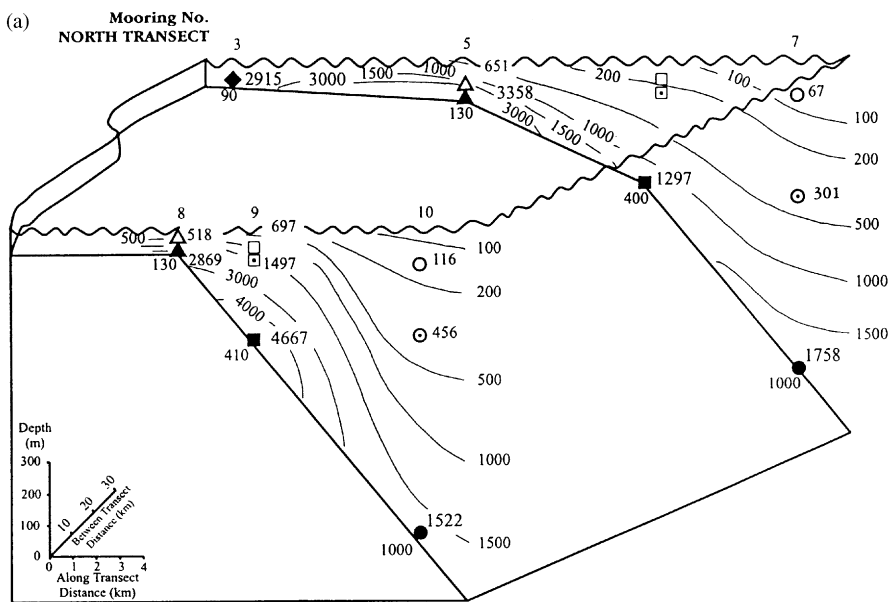 (a)
Mooring No.
NORTH TRANSECT
3 5 7
2915 3000 1500 1000 651 200 100 67
90 130 3358 100
3000 1500 1000 200
400 1297 301
500
8 9 10
500 518 697 100
130 2869 1497 116
3000 200 1000
4000 456
410 4667 1500
500
1758
1000
Depth
(m)
300
200
100
0
1000
10 20 30
Between Transect
Distance (km)
1522
1000 1500
0 1 2 3 4
Along Transect
Distance (km)